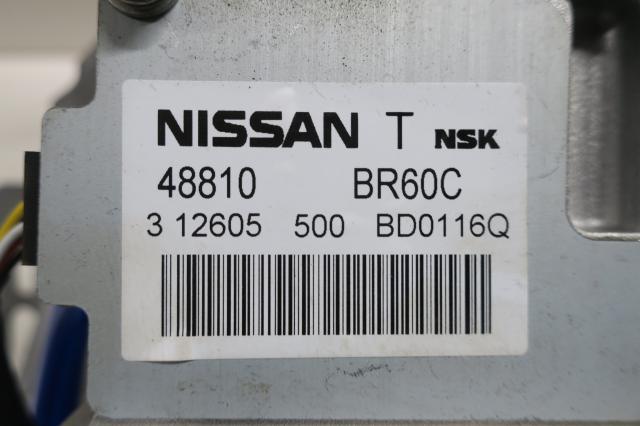 NISSAN T NSK
48810 BR60C
3 12605 500 BD0116Q